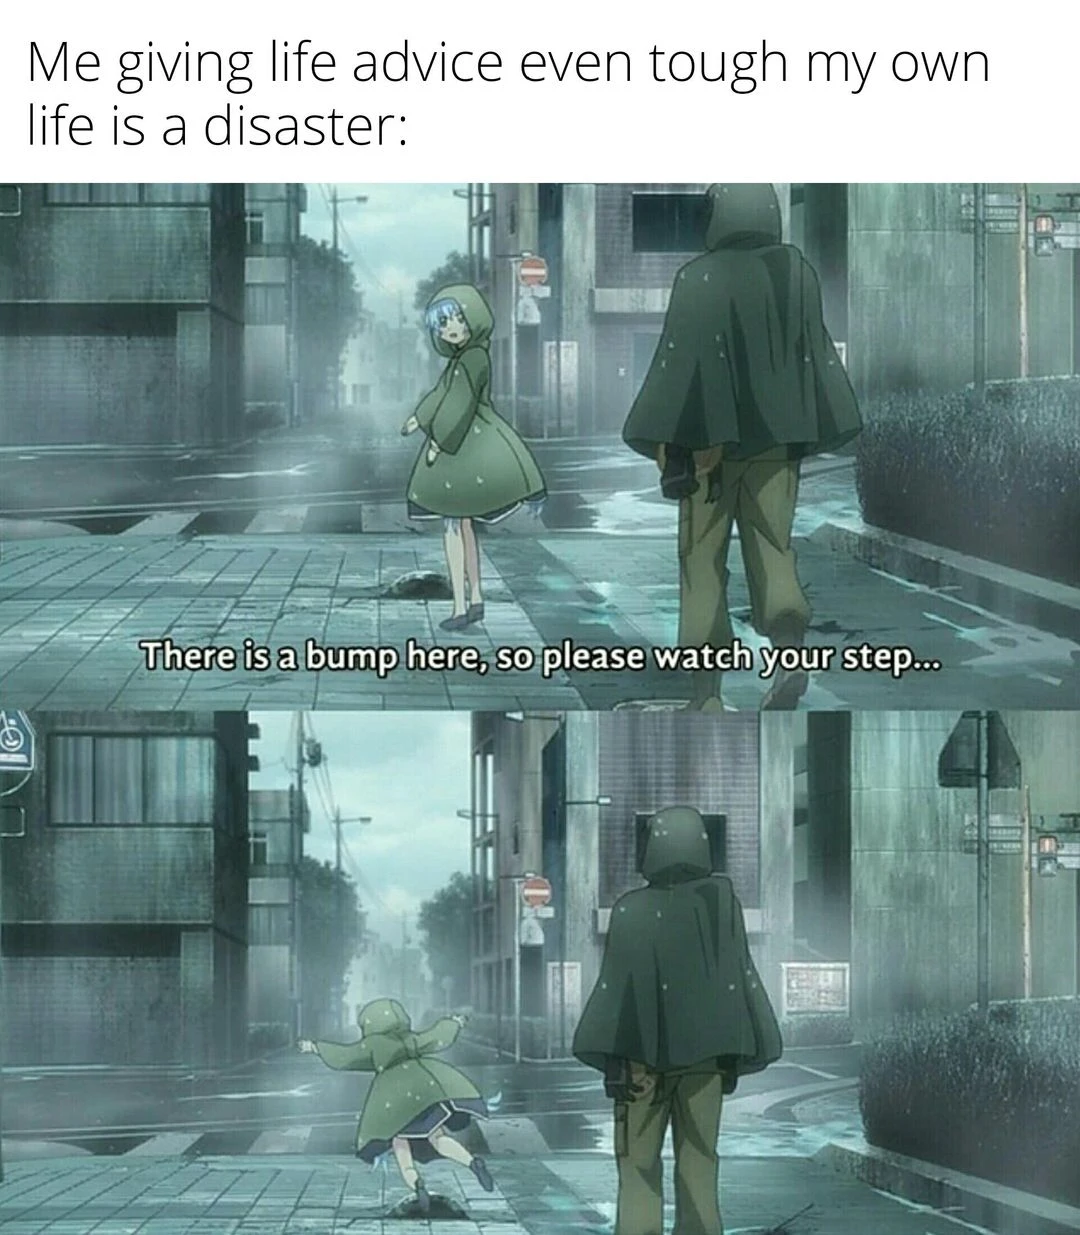 Me giving life advice even tough my own
life is a disaster:
There is a bump here, so please watch your step...